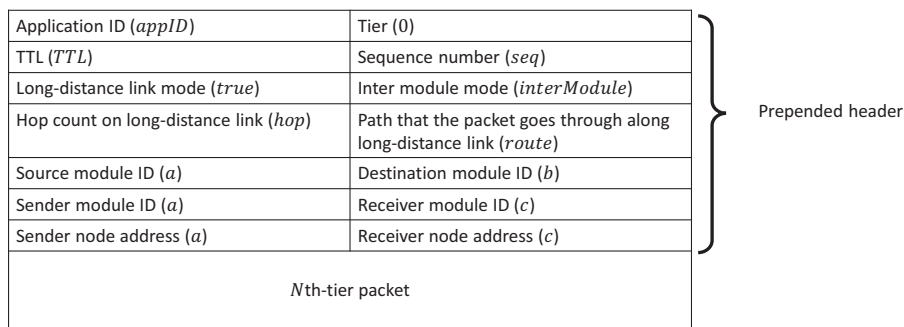 Application ID (appID) Tier (0)
TTL (TTL) Sequence number (seq)
Long-distance link mode (true) Inter module mode (interModule)
Hop count on long-distance link (hop) Path that the packet goes through along
long-distance link (route)
Prepended header
Source module ID (a) Destination module ID (b)
Sender module ID (a) Receiver module ID (c)
Sender node address (a) Receiver node address (c)
Nth-tier packet